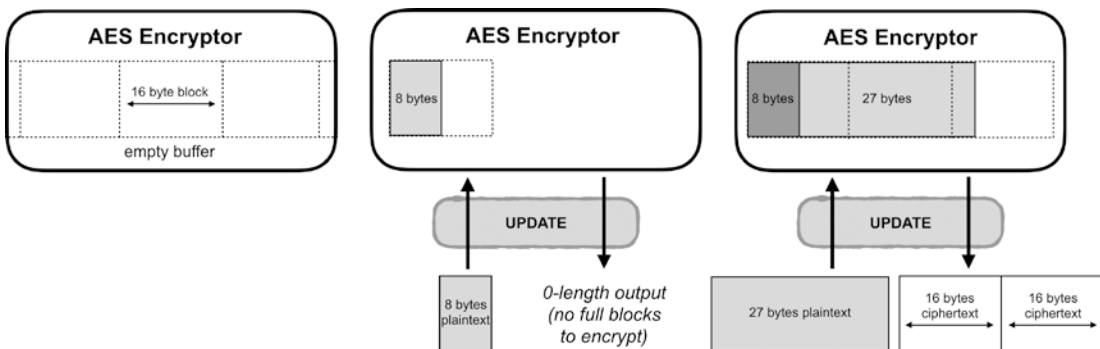 AES Encryptor
16 byte block
empty buffer
AES Encryptor
8 bytes
UPDATE
8 bytes
plaintext
0-length output
(no full blocks
to encrypt)
AES Encryptor
8 bytes
27 bytes
UPDATE
27 bytes plaintext
16 bytes
ciphertext
16 bytes
ciphertext